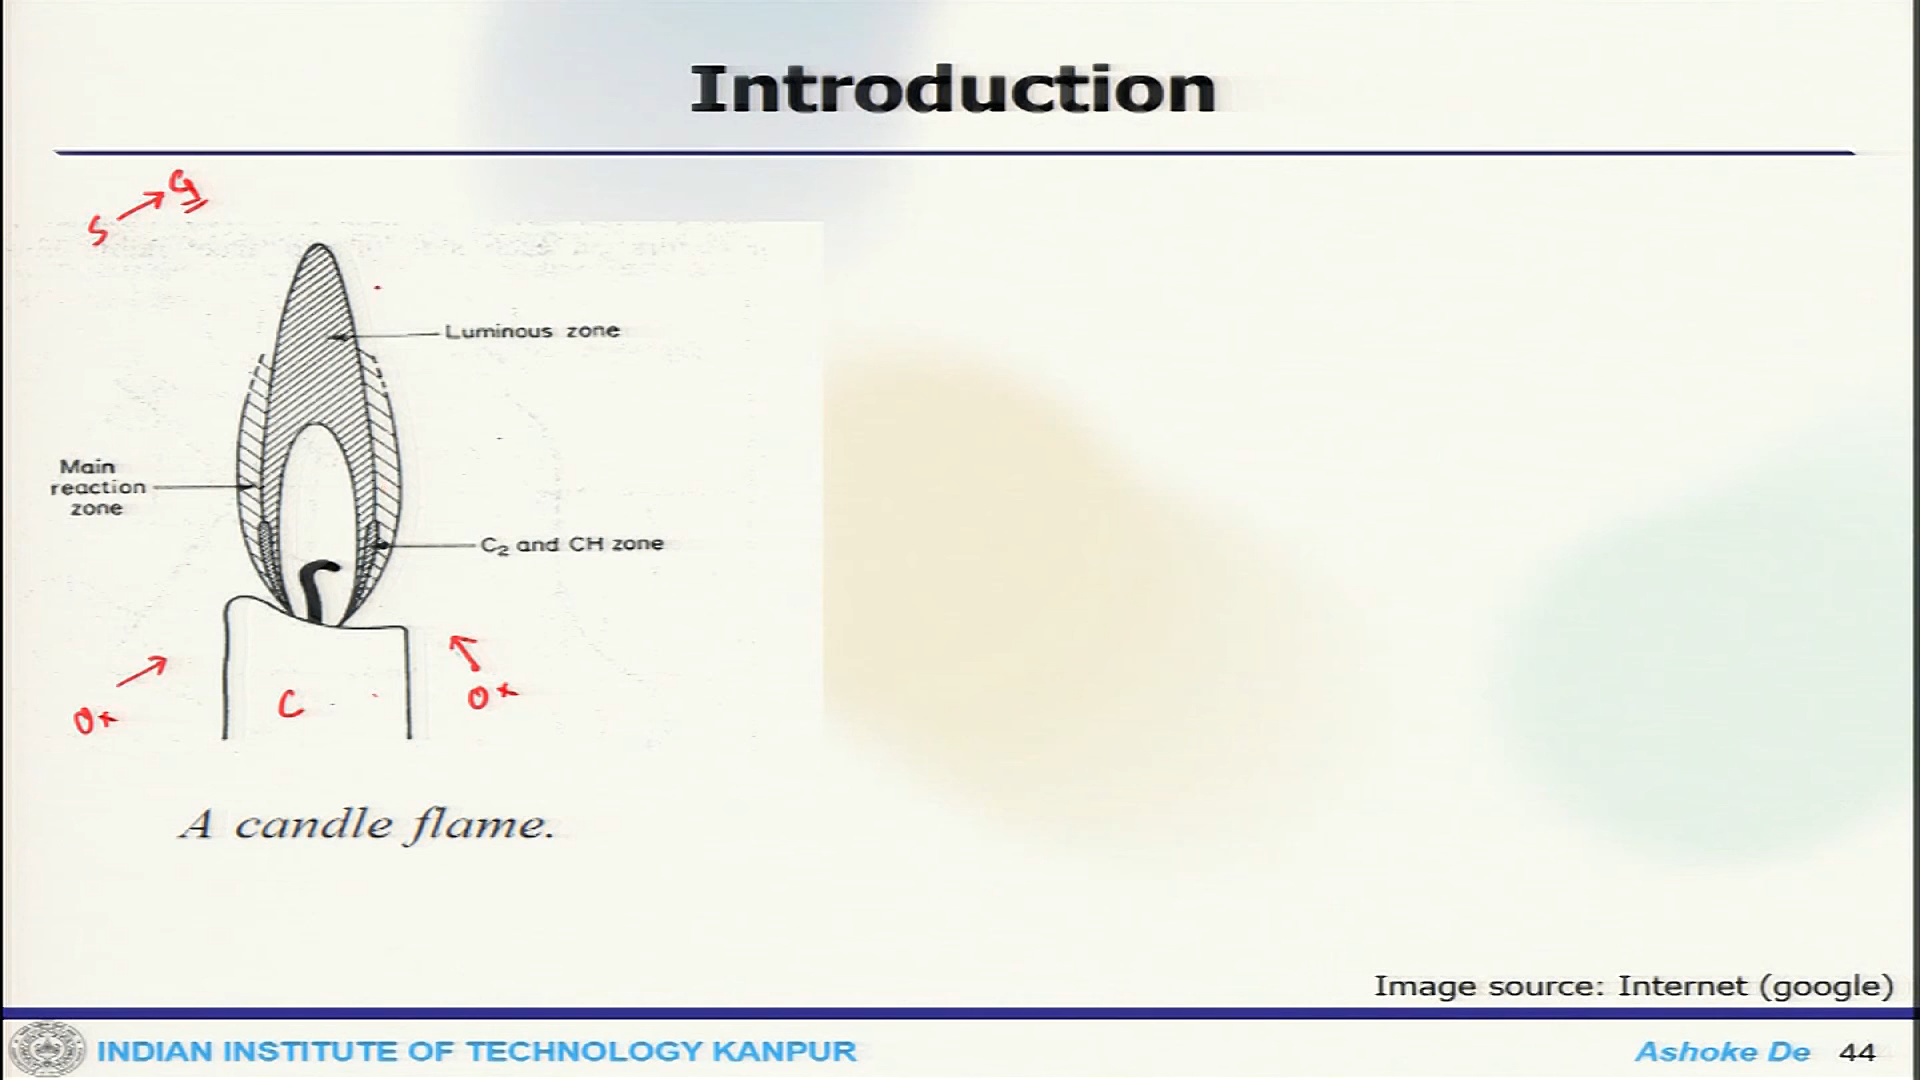 Introduction
S → G
Luminous zone
Main
reaction
zone
C₂ and CH zone
Ox
C
Ox
A candle flame.
Image source: Internet (google)
INDIAN INSTITUTE OF TECHNOLOGY KANPUR
Ashoke De 44